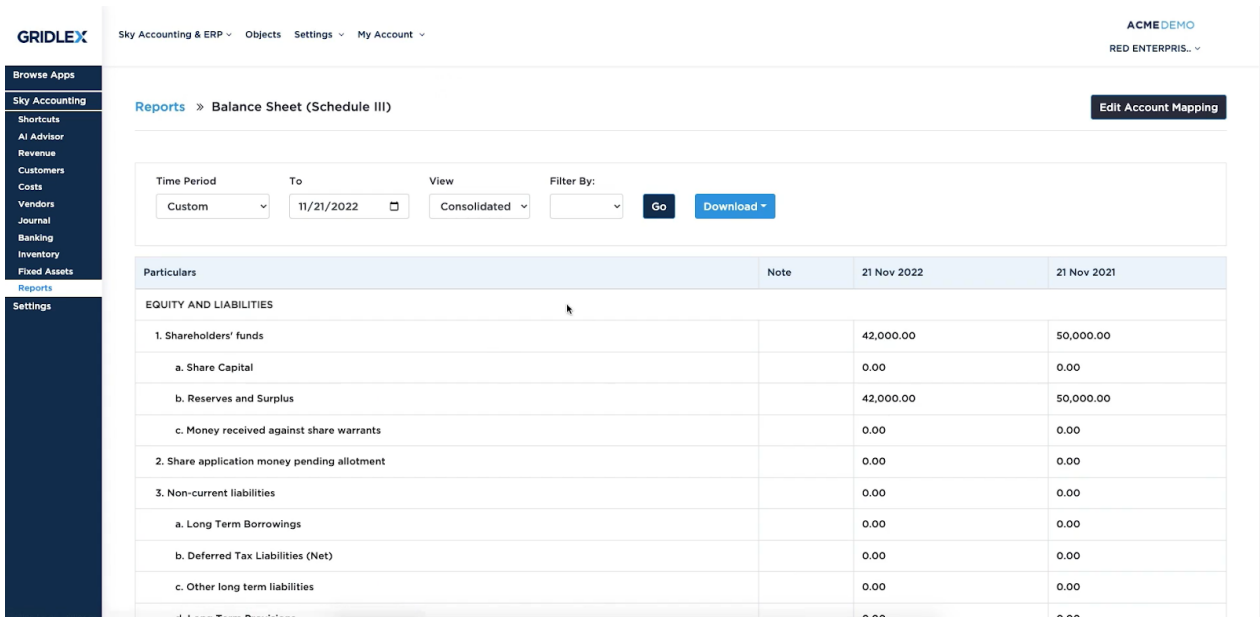 GRIDLEX
Sky Accounting & ERP Objects Settings My Account
ACMEDEMO
RED ENTERPRIS..
Browse Apps
Sky Accounting
Shortcuts
AI Advisor
Revenue
Customers
Costs
Vendors
Journal
Banking
Inventory
Fixed Assets
Reports
Settings
Reports » Balance Sheet (Schedule III)
Edit Account Mapping
Time Period To View Filter By:
Custom 11/21/2022 Consolidated Go Download
Particulars Note 21 Nov 2022 21 Nov 2021
EQUITY AND LIABILITIES
1. Shareholders' funds 42,000.00 50,000.00
a. Share Capital 0.00 0.00
b. Reserves and Surplus 42,000.00 50,000.00
c. Money received against share warrants 0.00 0.00
2. Share application money pending allotment 0.00 0.00
3. Non-current liabilities 0.00 0.00
a. Long Term Borrowings 0.00 0.00
b. Deferred Tax Liabilities (Net) 0.00 0.00
c. Other long term liabilities 0.00 0.00